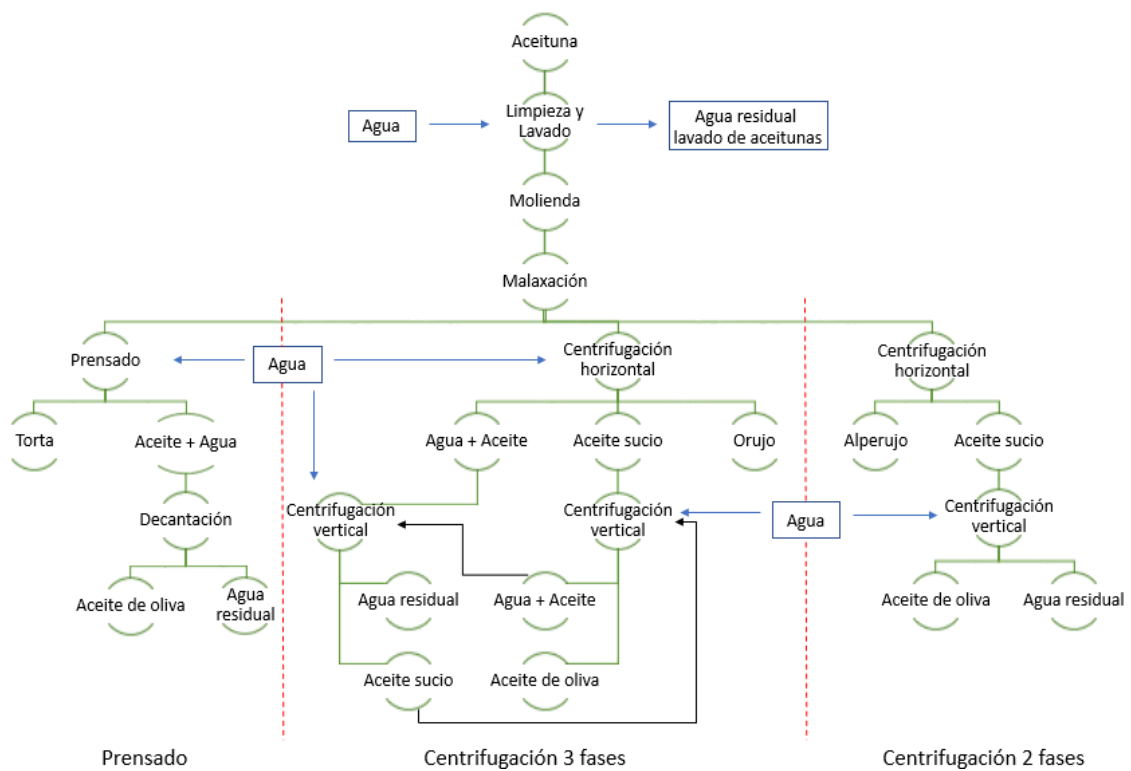 Aceituna
Agua
Limpieza y
Lavado
Agua residual
lavado de aceitunas
Molienda
Malaxación
Prensado
Agua
Centrifugación
horizontal
Centrifugación
horizontal
Torta
Aceite + Agua
Agua + Aceite
Aceite sucio
Orujo
Alperujo
Aceite sucio
Decantación
Centrifugación
vertical
Centrifugación
vertical
Agua
Centrifugación
vertical
Aceite de oliva
Agua
residual
Agua residual
Agua + Aceite
Aceite de oliva
Agua residual
Aceite sucio
Aceite de oliva
Prensado
Centrifugación 3 fases
Centrifugación 2 fases